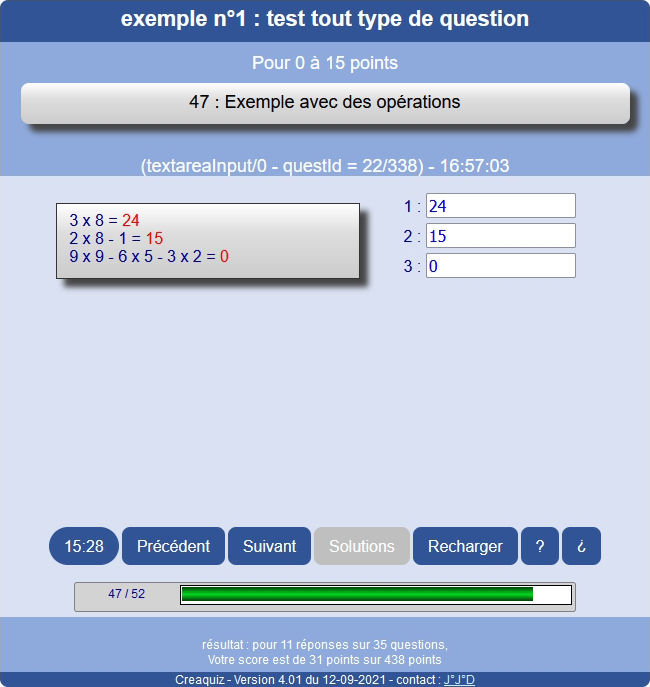 exemple n°1 : test tout type de question
Pour 0 à 15 points
47 : Exemple avec des opérations
(textareaInput/0 - questId = 22/338) - 16:57:03
3 x 8 = 24
2 x 8 - 1 = 15
9 x 9 - 6 x 5 - 3 x 2 = 0
1 : 24
2 : 15
3 : 0
15:28 Précédent Suivant Solutions Recharger ? ¿
47 / 52
résultat : pour 11 réponses sur 35 questions,
Votre score est de 31 points sur 438 points
Creaquiz - Version 4.01 du 12-09-2021 - contact : J°J°D